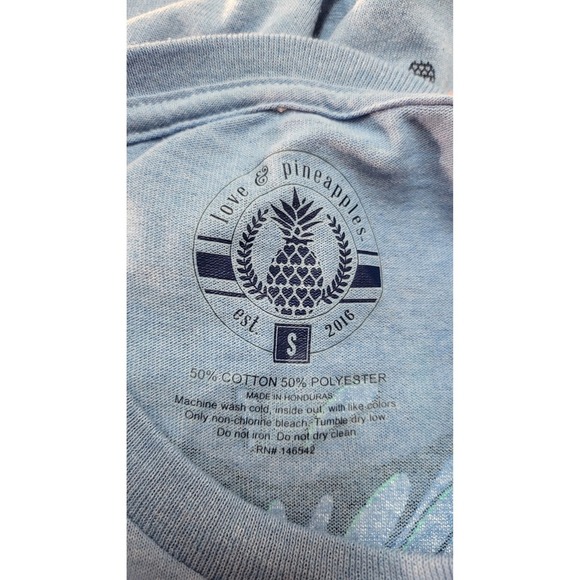 love & pineapples
est. 2016
S
50% COTTON 50% POLYESTER
MADE IN HONDURAS
Machine wash cold, inside out, with like colors
Only non-chlorine bleach. Tumble dry low
Do not iron. Do not dry clean
RN# 146542